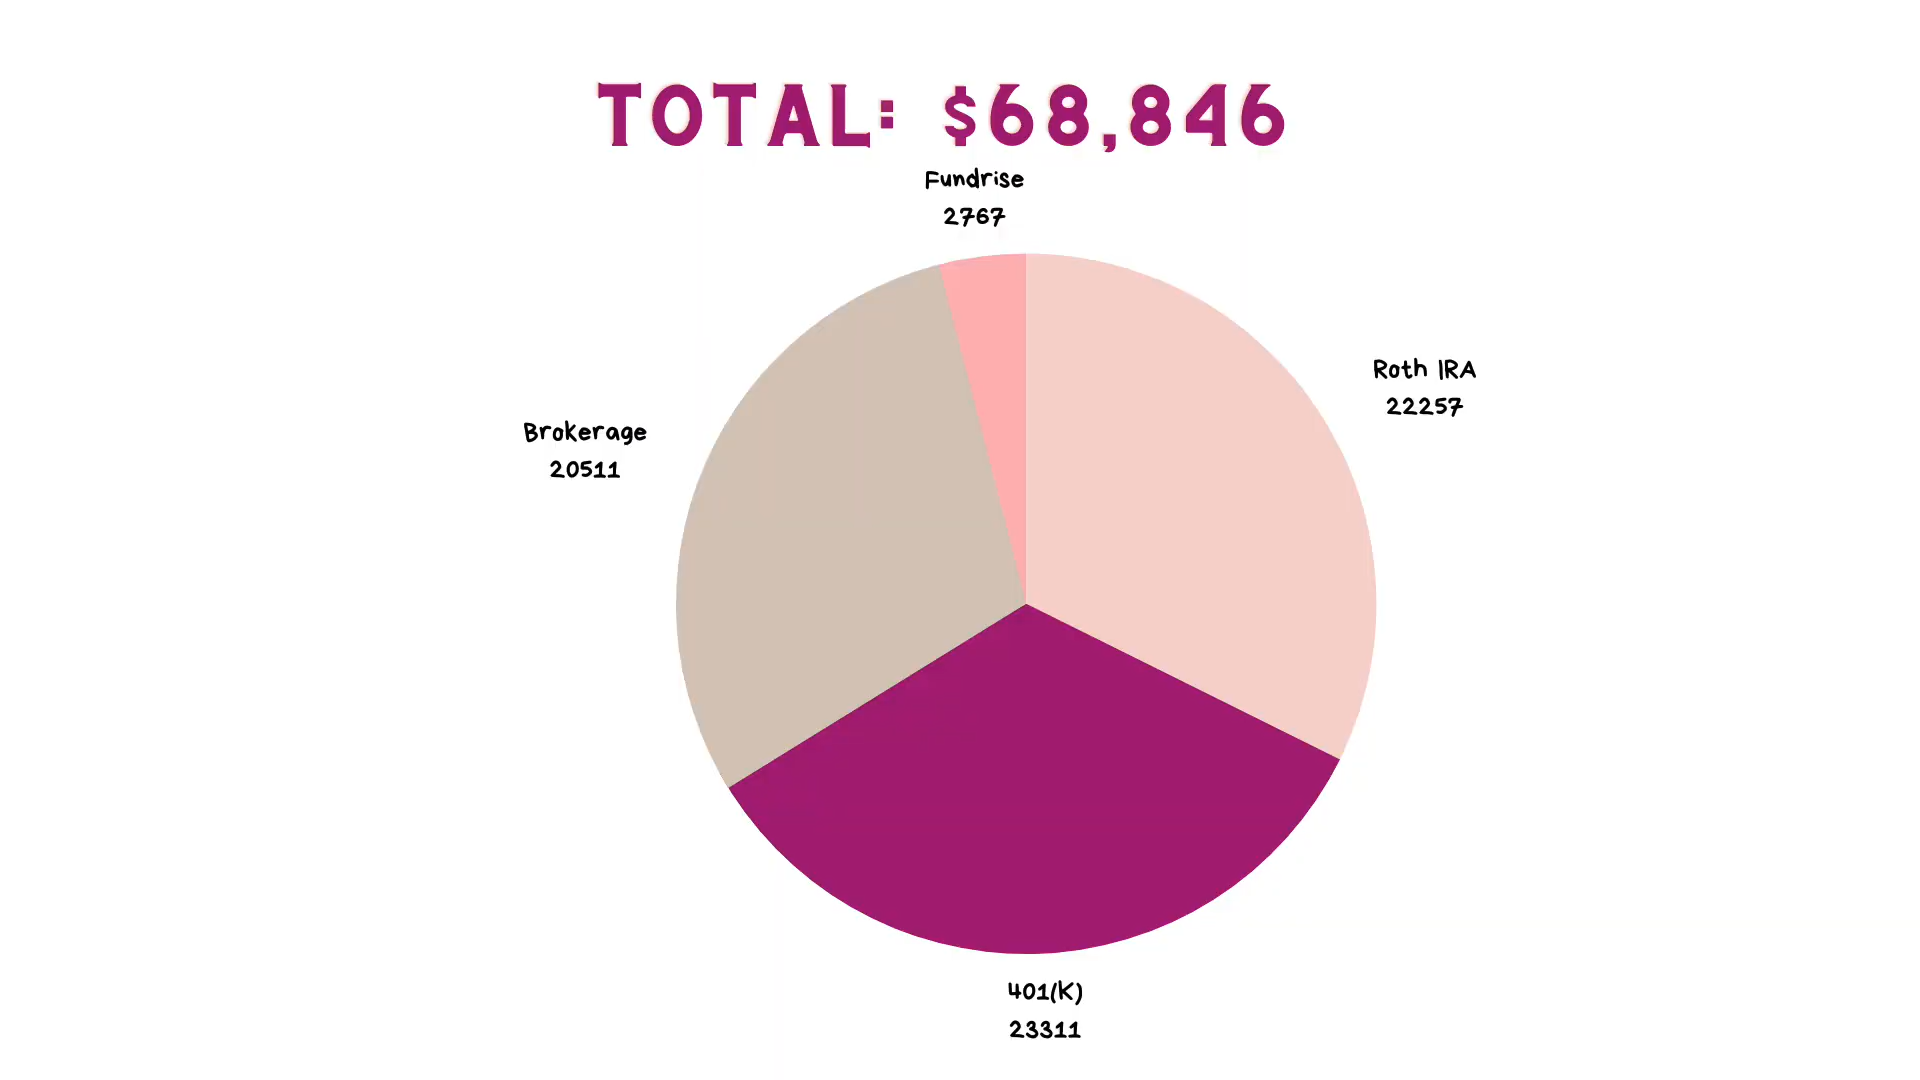 TOTAL: $68,846
Fundrise
2767
Roth IRA
22257
Brokerage
20511
401(K)
23311